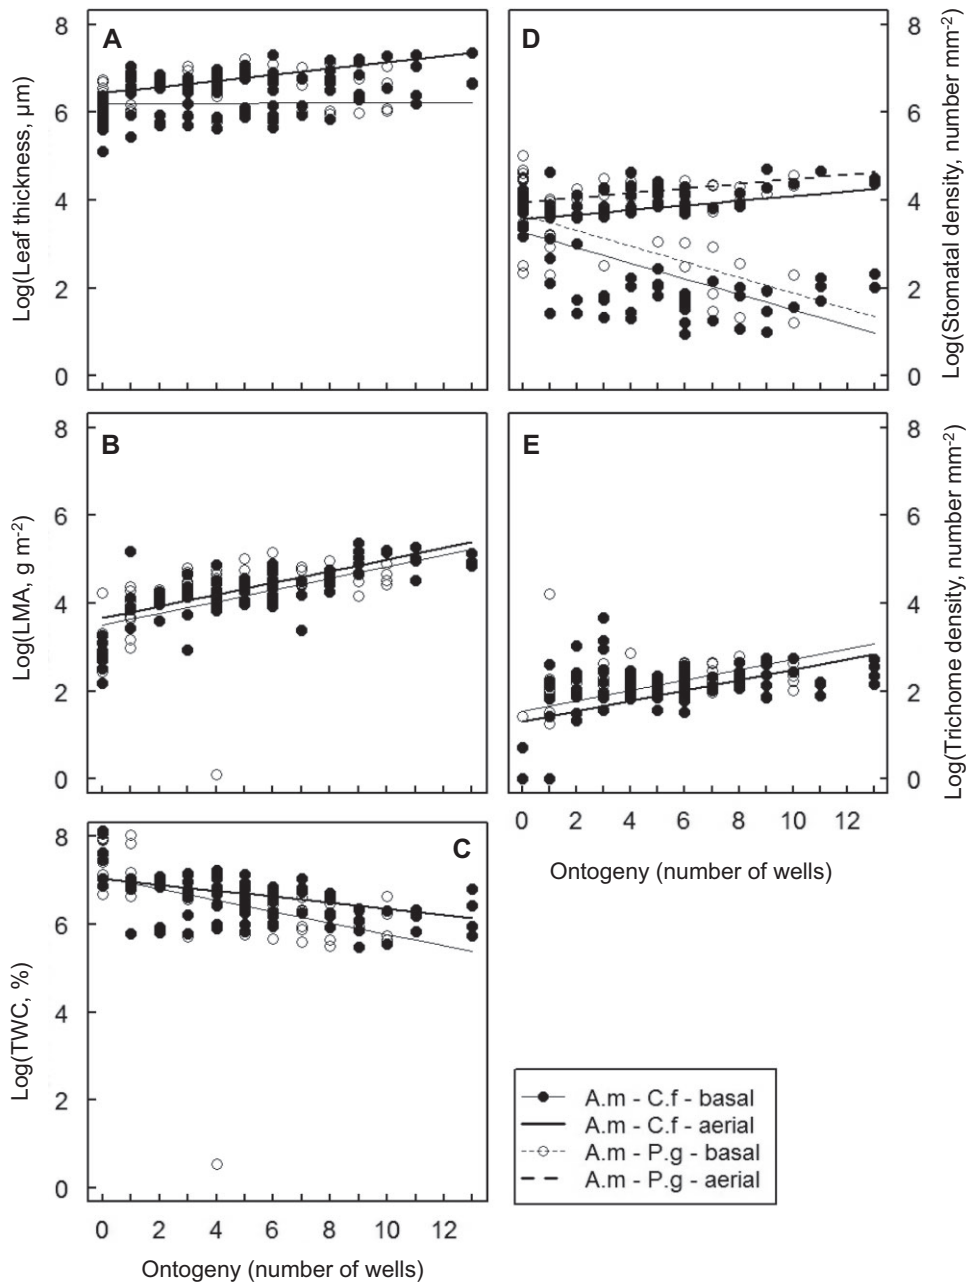 A
Log(Leaf thickness, µm)
8
6
4
2
0
D
Log(Stomatal density, number mm-2)
8
6
4
2
0
B
Log(LMA, g m-2)
8
6
4
2
0
E
Log(Trichome density, number mm-2)
8
6
4
2
0
0 2 4 6 8 10 12
Ontogeny (number of wells)
C
Log(TWC, %)
8
6
4
2
0
0 2 4 6 8 10 12
Ontogeny (number of wells)
A.m - C.f - basal
A.m - C.f - aerial
A.m - P.g - basal
A.m - P.g - aerial